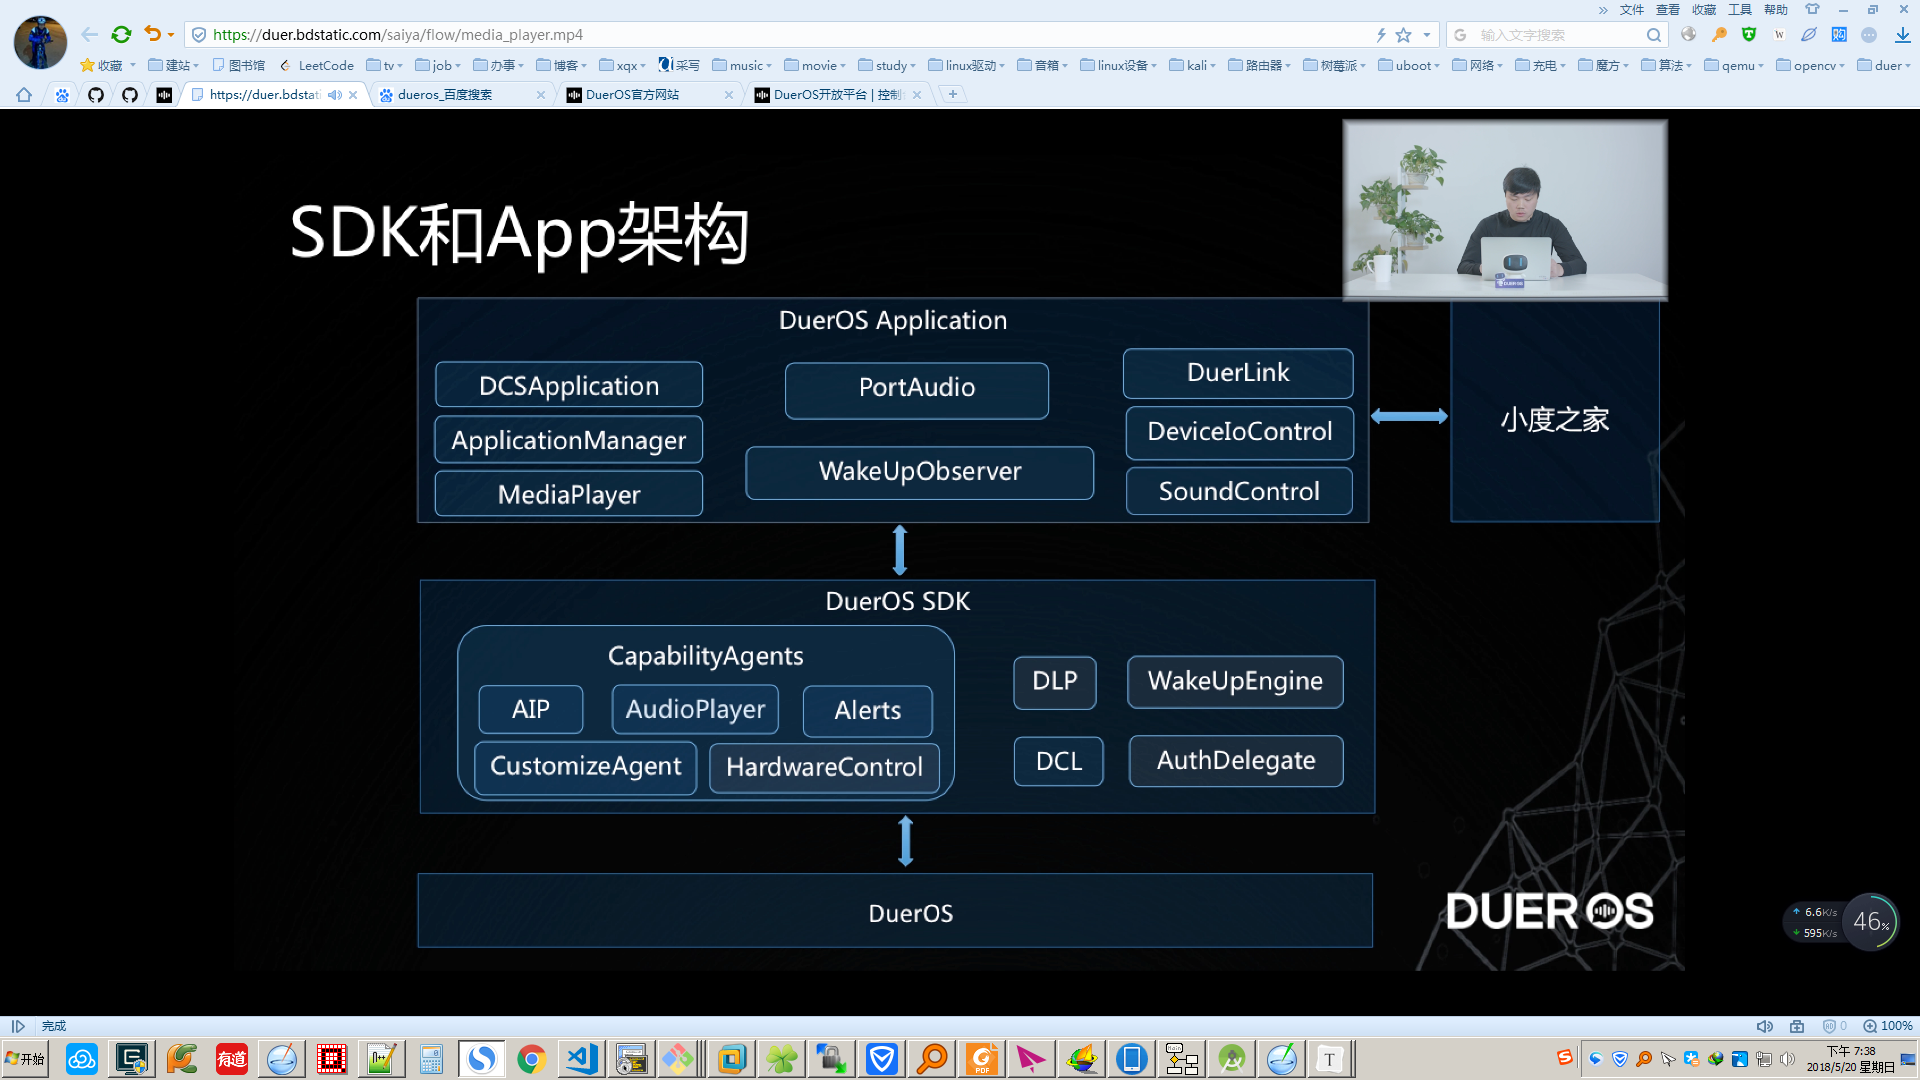 » 文件 查看 收藏 工具 帮助
https://duer.bdstatic.com/saiya/flow/media_player.mp4
输入文字搜索
收藏 建站 图书馆 LeetCode tv job 办事 博客 xqx 采写 music movie study linux驱动 音箱 linux设备 kali 路由器 树莓派 uboot 网络 充电 魔方 算法 qemu opencv duer
https://duer.bdstati dueros_百度搜索 DuerOS官方网站 DuerOS开放平台 | 控制
SDK和App架构
DuerOS Application
DCSApplication
PortAudio
DuerLink
ApplicationManager
WakeUpObserver
DeviceIoControl
MediaPlayer
SoundControl
小度之家
DuerOS SDK
CapabilityAgents
AIP
AudioPlayer
Alerts
CustomizeAgent
HardwareControl
DLP
WakeUpEngine
DCL
AuthDelegate
DuerOS
DUER OS
6.6K/s
595K/s
46%
完成
0
100%
开始
有道
PDF
T
下午 7:38
2018/5/20 星期日